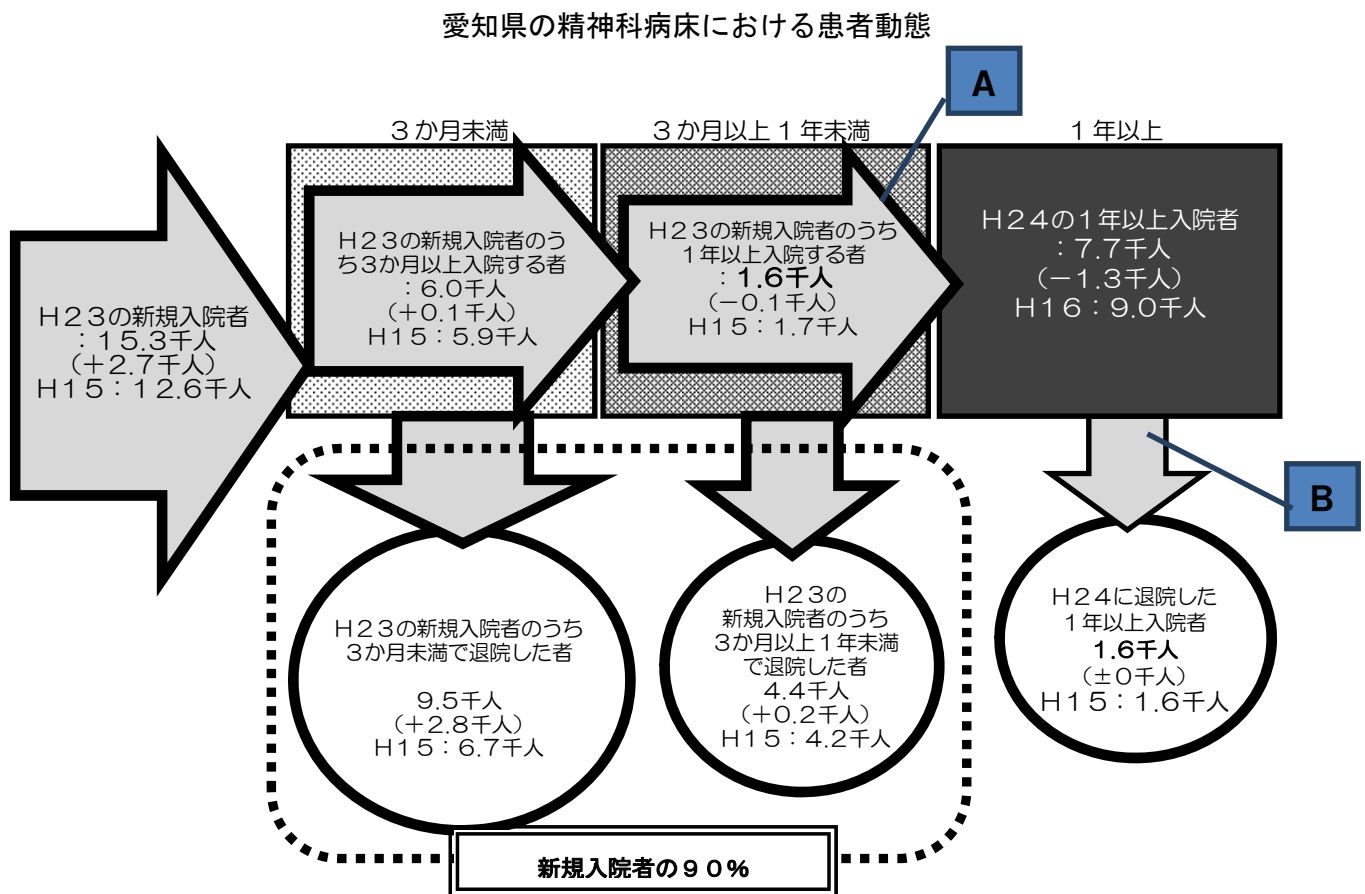 愛知県の精神科病床における患者動態
A
3か月未満
3か月以上1年未満
1年以上
H23の新規入院者
:15.3千人
(+2.7千人)
H15:12.6千人
H23の新規入院者のう
ち3か月以上入院する者
:6.0千人
(+0.1千人)
H15:5.9千人
H23の新規入院者のうち
1年以上入院する者
:1.6千人
(-0.1千人)
H15:1.7千人
H24の1年以上入院者
:7.7千人
(-1.3千人)
H16:9.0千人
B
H23の新規入院者のうち
3か月未満で退院した者
9.5千人
(+2.8千人)
H15:6.7千人
H23の
新規入院者のうち
3か月以上1年未満
で退院した者
4.4千人
(+0.2千人)
H15:4.2千人
H24に退院した
1年以上入院者
1.6千人
(±0千人)
H15:1.6千人
新規入院者の90%